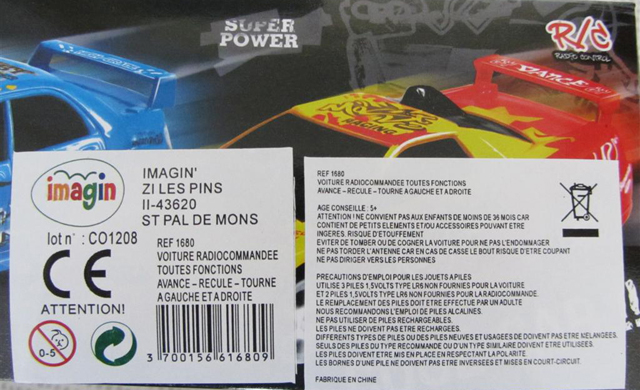 SUPER
POWER
R/C
RADIO CONTROL
RACING
imagin
IMAGIN'
ZI LES PINS
II-43620
ST PAL DE MONS
lot n° : CO1208
CE
ATTENTION!
0-5
REF 1680
VOITURE RADIOCOMMANDEE
TOUTES FONCTIONS
AVANCE - RECULE - TOURNE
A GAUCHE ET A DROITE
3 700156 616809
REF 1680
VOITURE RADIOCOMMANDEE TOUTES FONCTIONS
AVANCE - RECULE - TOURNE A GAUCHE ET A DROITE
AGE CONSEILLE : 5+
ATTENTION ! NE CONVIENT PAS AUX ENFANTS DE MOINS DE 36 MOIS CAR
CONTIENT DE PETITS ELEMENTS ET/OU ACCESSOIRES POUVANT ETRE
INGERES. RISQUE D'ETOUFFEMENT
EVITER DE TOMBER OU DE COGNER LA VOITURE POUR NE PAS L'ENDOMMAGER
NE PAS TORDER L'ANTENNE CAR EN CAS DE CASSE LE BOUT RISQUE D'ETRE COUPANT
NE PAS DIRIGER VERS LES PERSONNES
PRECAUTIONS D'EMPLOI POUR LES JOUETS A PILES
UTILISE 3 PILES 1,5VOLTS TYPE LR6 NON FOURNIES POUR LA VOITURE
ET 2 PILES 1,5VOLTS TYPE LR6 NON FOURNIES POUR LA RADIOCOMMANDE.
LE REMPLACEMENT DES PILES DOIT ETRE EFFECTUE PAR UN ADULTE
NOUS RECOMMANDONS L'EMPLOI DE PILES ALCALINES.
NE PAS UTILISER DE PILES RECHARGEABLES.
LES PILES NE DOIVENT PAS ETRE RECHARGEES.
DIFFERENTS TYPES DE PILES OU DES PILES NEUVES ET USAGEES NE DOIVENT PAS ETRE MELANGEES.
SEULS DES PILES DU TYPE RECOMMANDE OU D'UN TYPE SIMILAIRE DOIVENT ETRE UTILISEES.
LES PILES DOIVENT ETRE MIS EN PLACE EN RESPECTANT LA POLARITE.
LES BORNES D'UNE PILE NE DOIVENT PAS ETRE INVERSEES ET MISES EN COURT-CIRCUIT.
FABRIQUE EN CHINE